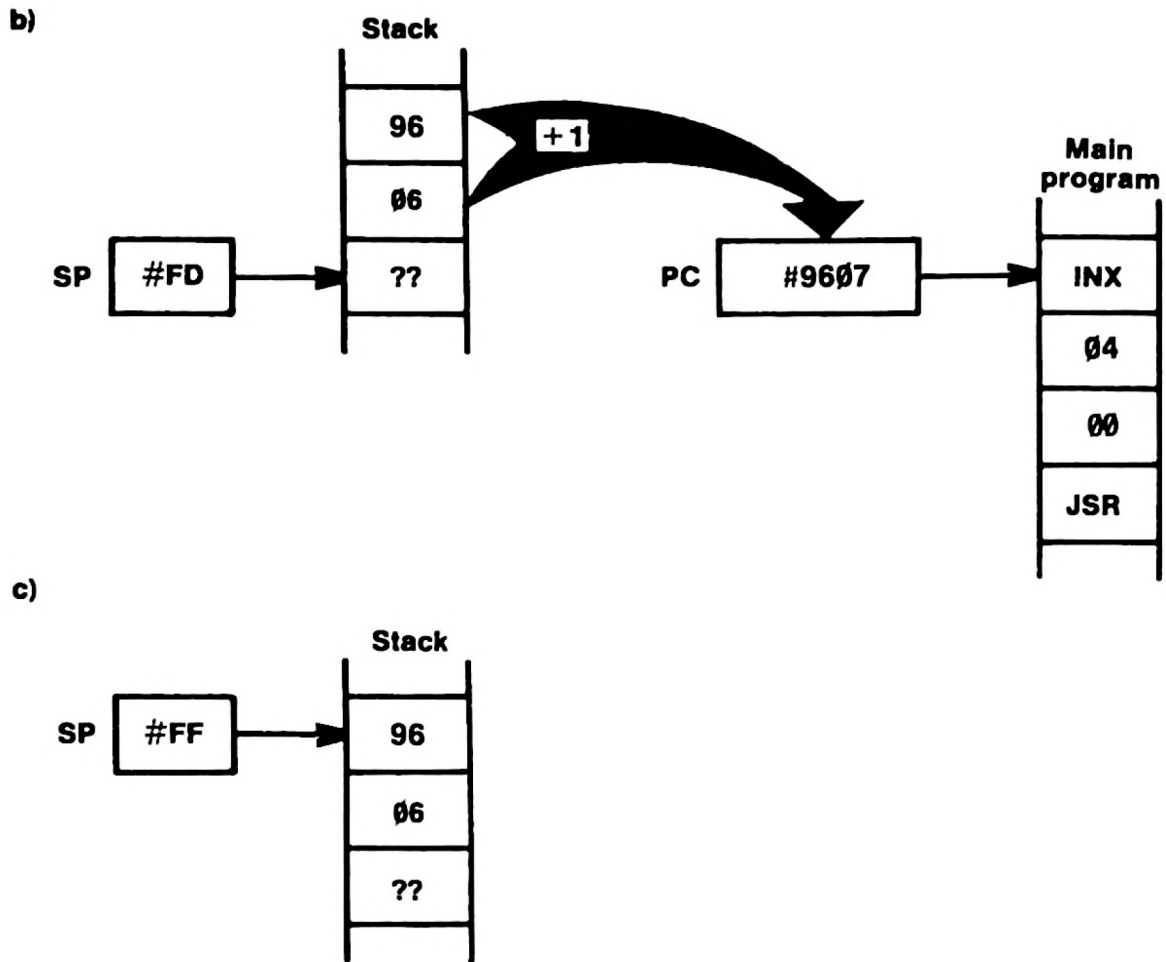 b)
Stack
96
+1
Ø6
SP
#FD
??
PC
#96Ø7
Main
program
INX
Ø4
ØØ
JSR
c)
Stack
SP
#FF
96
Ø6
??